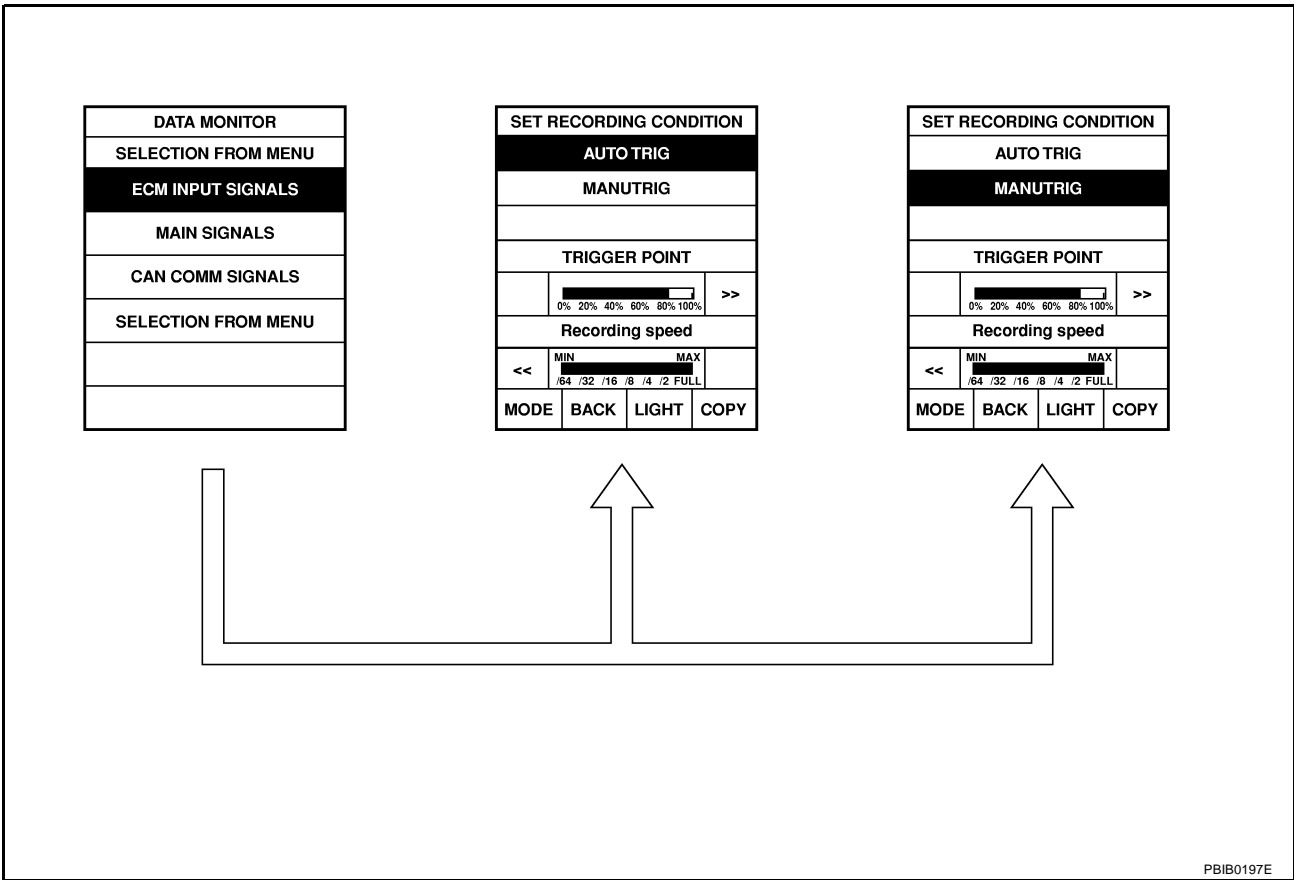 DATA MONITOR
SELECTION FROM MENU
ECM INPUT SIGNALS
MAIN SIGNALS
CAN COMM SIGNALS
SELECTION FROM MENU
SET RECORDING CONDITION
AUTO TRIG
MANUTRIG
TRIGGER POINT
>>
0% 20% 40% 60% 80% 100%
Recording speed
MIN MAX
<<
/64 /32 /16 /8 /4 /2 FULL
MODE BACK LIGHT COPY
SET RECORDING CONDITION
AUTO TRIG
MANUTRIG
TRIGGER POINT
>>
0% 20% 40% 60% 80% 100%
Recording speed
MIN MAX
<<
/64 /32 /16 /8 /4 /2 FULL
MODE BACK LIGHT COPY
PBIB0197E